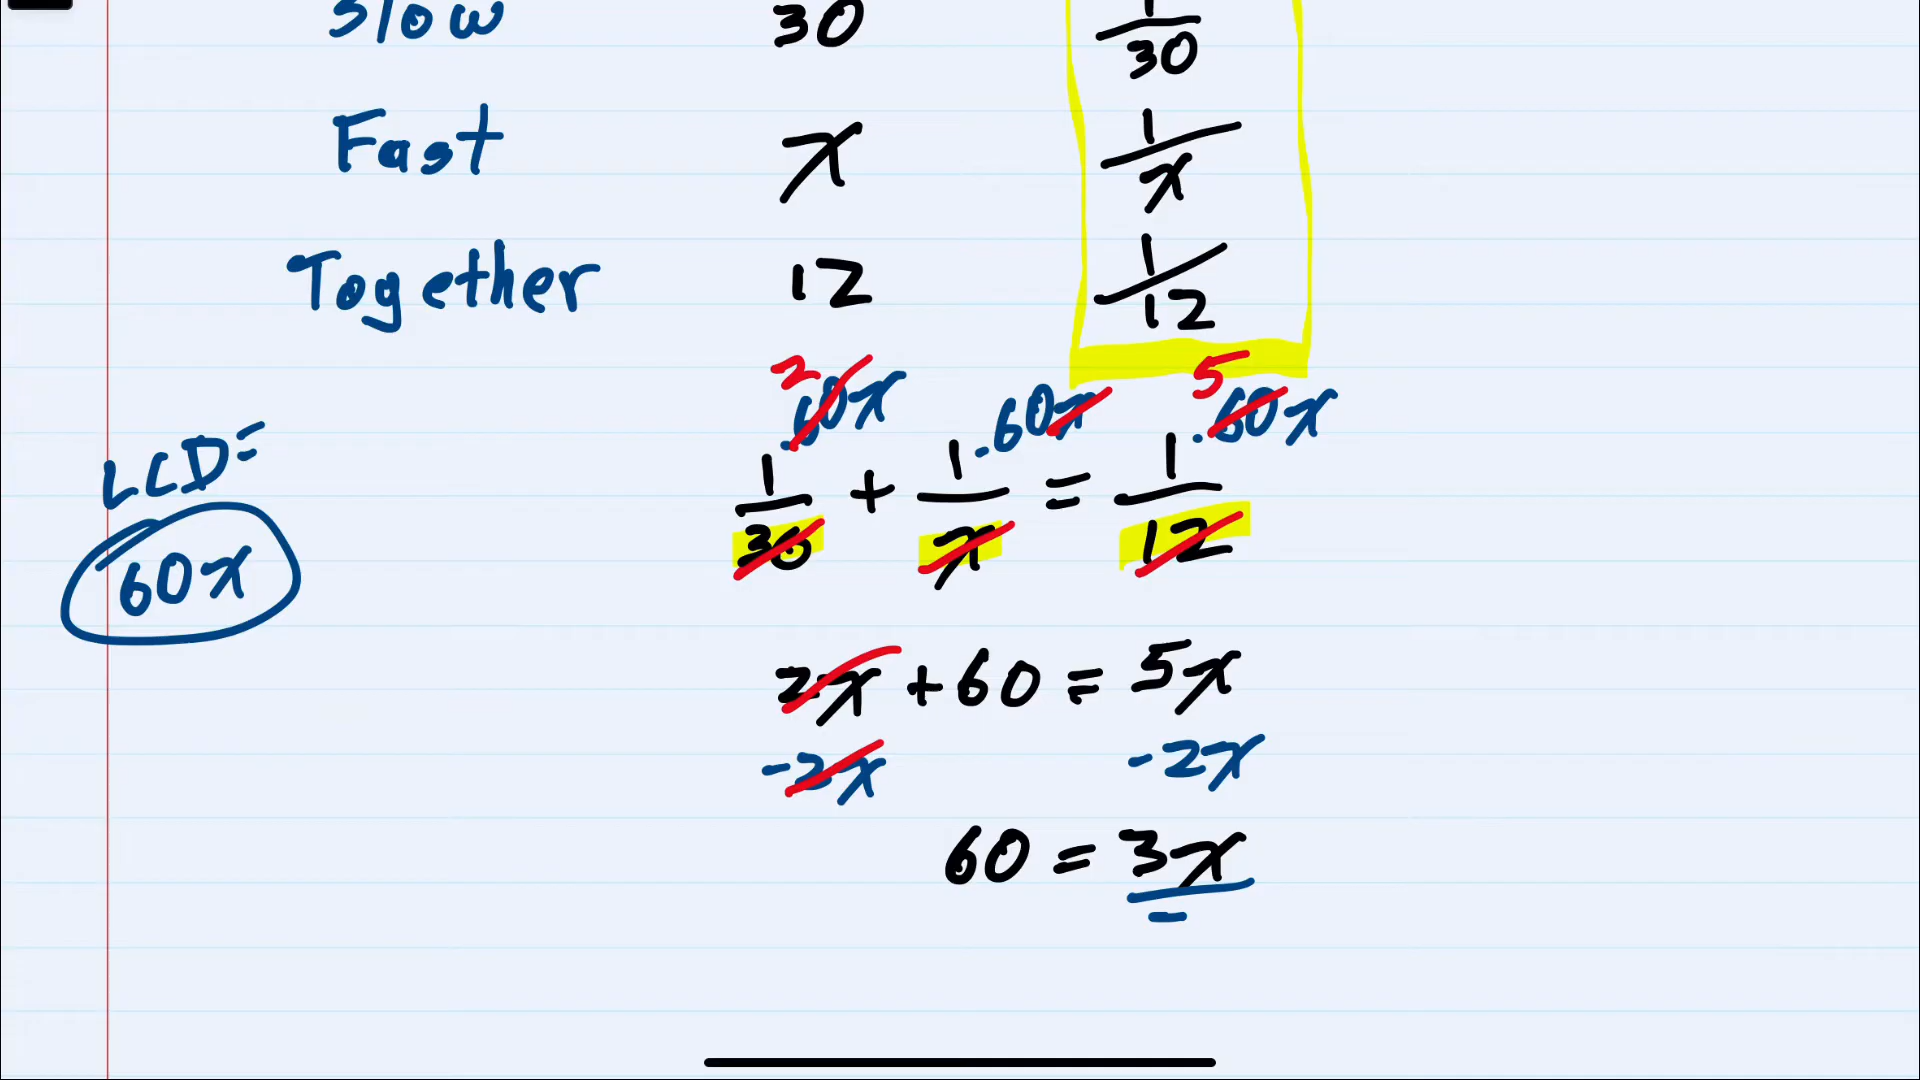 Slow 30 1/30
Fast x 1/x
Together 12 1/12
2 5
.60x .60x .60x
LCD=
1/30 + 1/x = 1/12
60x
2x + 60 = 5x
-2x -2x
60 = 3x